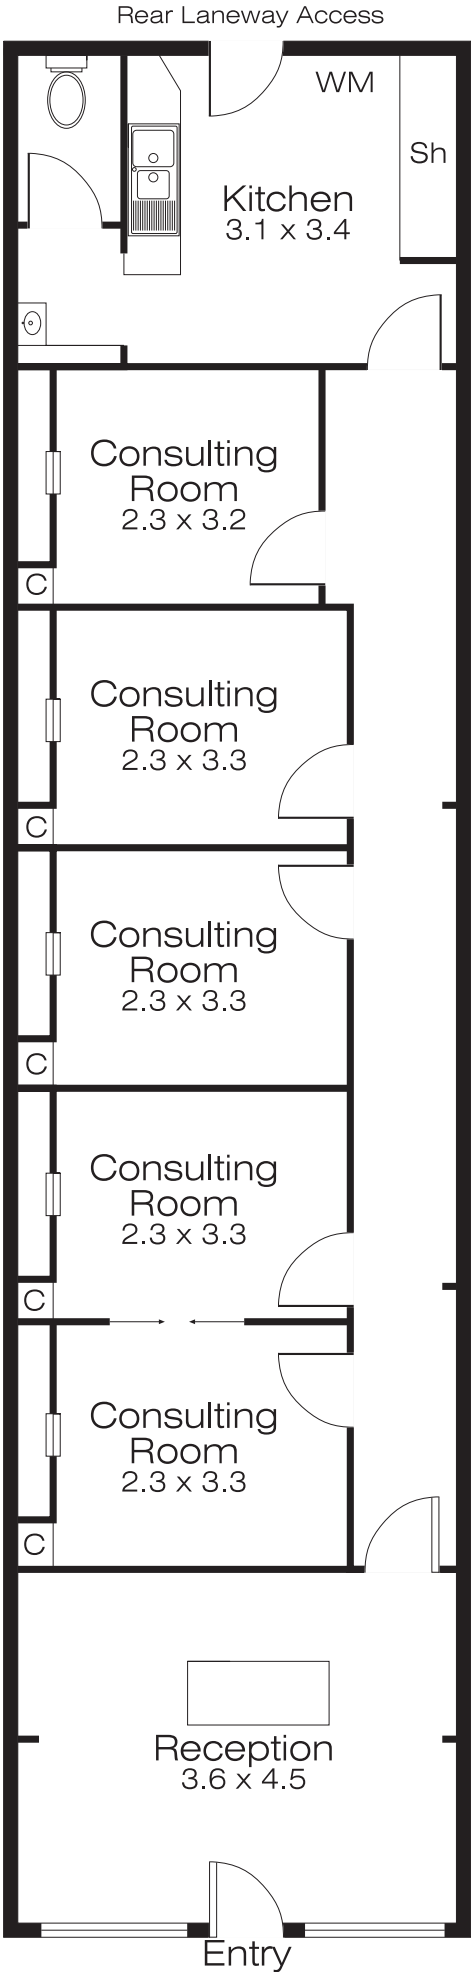 Rear Laneway Access
WM
Sh
Kitchen
3.1 x 3.4
Consulting
Room
2.3 x 3.2
C
Consulting
Room
2.3 x 3.3
C
Consulting
Room
2.3 x 3.3
C
Consulting
Room
2.3 x 3.3
C
Consulting
Room
2.3 x 3.3
C
Reception
3.6 x 4.5
Entry